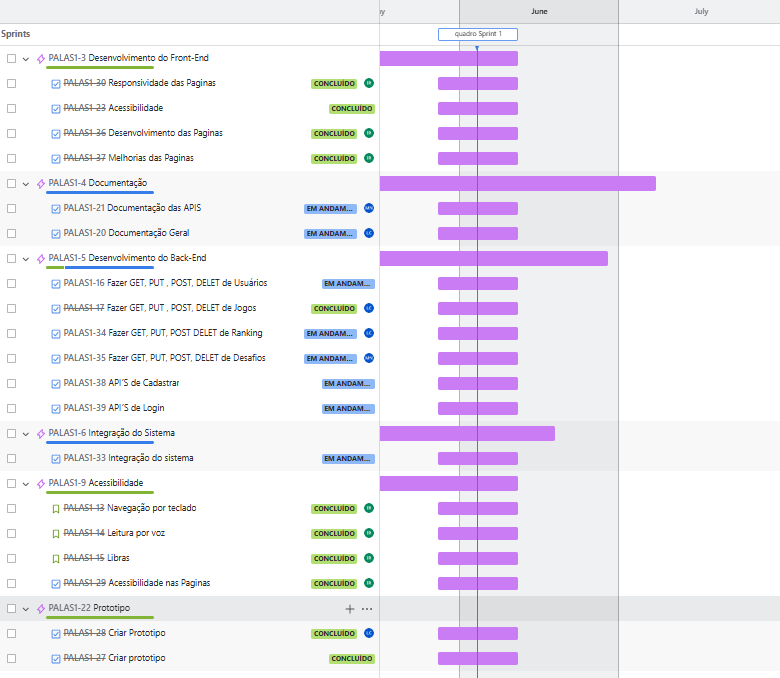 June
July
Sprints
quadro Sprint 1
PALAS1-3 Desenvolvimento do Front-End
PALAS1-30 Responsividade das Paginas CONCLUÍDO
PALAS1-23 Acessibilidade CONCLUÍDO
PALAS1-36 Desenvolvimento das Paginas CONCLUÍDO
PALAS1-37 Melhorias das Paginas CONCLUÍDO
PALAS1-4 Documentação
PALAS1-21 Documentação das APIS EM ANDAM...
PALAS1-20 Documentação Geral EM ANDAM...
PALAS1-5 Desenvolvimento do Back-End
PALAS1-16 Fazer GET, PUT , POST, DELET de Usuários EM ANDAM...
PALAS1-17 Fazer GET, PUT , POST, DELET de Jogos CONCLUÍDO
PALAS1-34 Fazer GET, PUT, POST DELET de Ranking EM ANDAM...
PALAS1-35 Fazer GET, PUT, POST, DELET de Desafios EM ANDAM...
PALAS1-38 API'S de Cadastrar EM ANDAM...
PALAS1-39 API'S de Login EM ANDAM...
PALAS1-6 Integração do Sistema
PALAS1-33 Integração do sistema EM ANDAM...
PALAS1-9 Acessibilidade
PALAS1-13 Navegação por teclado CONCLUÍDO
PALAS1-14 Leitura por voz CONCLUÍDO
PALAS1-15 Libras CONCLUÍDO
PALAS1-29 Acessibilidade nas Paginas CONCLUÍDO
PALAS1-22 Prototipo
PALAS1-28 Criar Prototipo CONCLUÍDO
PALAS1-27 Criar prototipo CONCLUÍDO